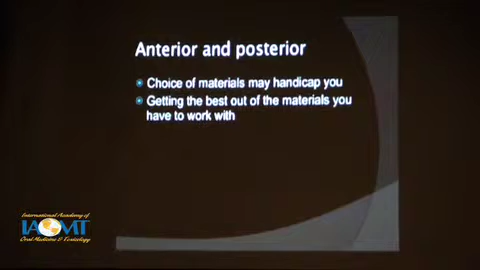 Anterior and posterior
Choice of materials may handicap you
Getting the best out of the materials you
have to work with
International Academy of
IAOMT
Oral Medicine & Toxicology